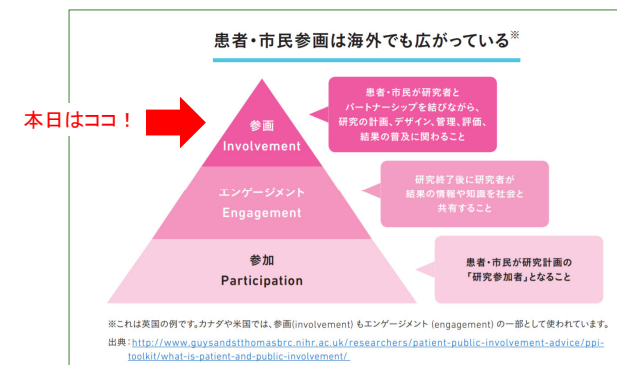 患者・市民参画は海外でも広がっている※
本日はココ！
参画
Involvement
患者・市民が研究者と
パートナーシップを結びながら、
研究の計画、デザイン、管理、評価、
結果の普及に関わること
エンゲージメント
Engagement
研究終了後に研究者が
結果の情報や知識を社会と
共有すること
参加
Participation
患者・市民が研究計画の
「研究参加者」となること
※これは英国の例です。カナダや米国では、参画(involvement) もエンゲージメント (engagement) の一部として使われています。
出典：http://www.guysandstthomasbrc.nihr.ac.uk/researchers/patient-public-involvement-advice/ppi-
toolkit/what-is-patient-and-public-involvement/